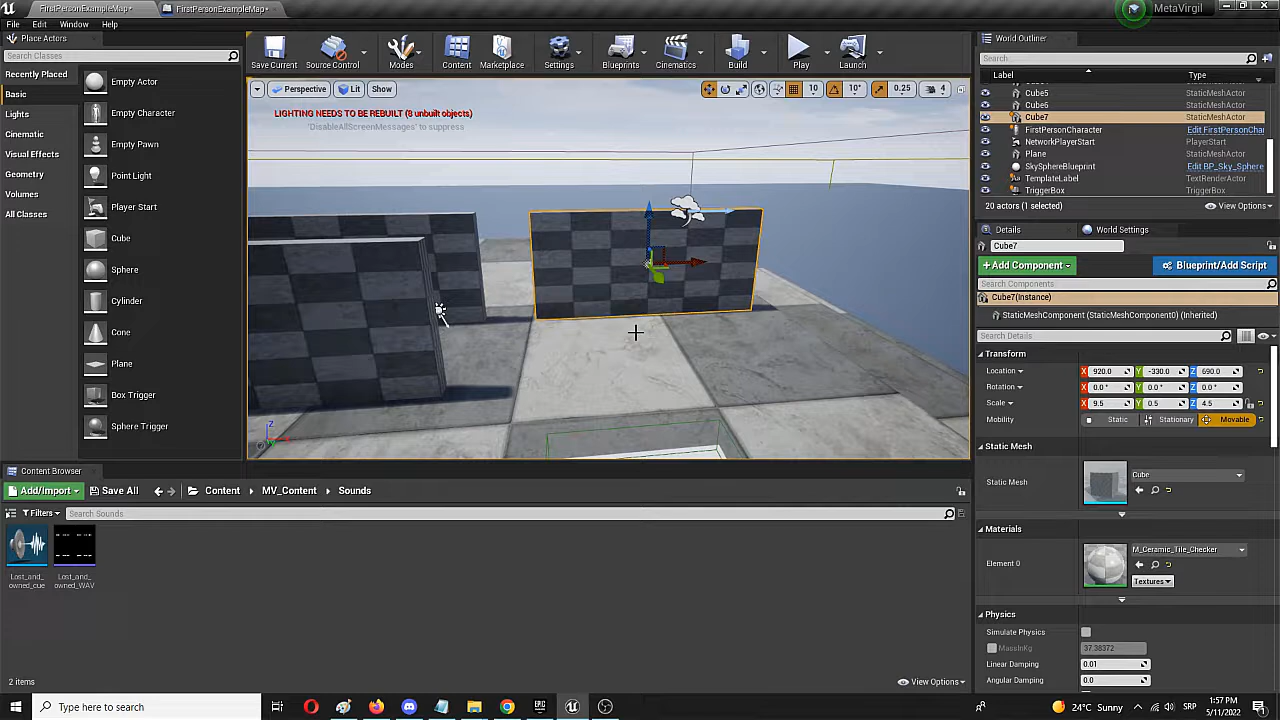 FirstPersonExampleMap*
FirstPersonExampleMap*
MetaVirgil
File Edit Window Help
Place Actors
Search Classes
Recently Placed
Basic
Lights
Cinematic
Visual Effects
Geometry
Volumes
All Classes
Empty Actor
Empty Character
Empty Pawn
Point Light
Player Start
Cube
Sphere
Cylinder
Cone
Plane
Box Trigger
Sphere Trigger
Save Current
Source Control
Modes
Content
Marketplace
Settings
Blueprints
Cinematics
Build
Play
Launch
Perspective
Lit
Show
10
10°
0.25
4
LIGHTING NEEDS TO BE REBUILT (8 unbuilt objects)
'DisableAllScreenMessages' to suppress
World Outliner
Search
Label Type
Cube5 StaticMeshActor
Cube6 StaticMeshActor
Cube7 StaticMeshActor
FirstPersonCharacter Edit FirstPersonChar
NetworkPlayerStart PlayerStart
Plane StaticMeshActor
SkySphereBlueprint Edit BP_Sky_Sphere
TemplateLabel TextRenderActor
TriggerBox TriggerBox
20 actors (1 selected)
View Options
Details
World Settings
Cube7
+Add Component
Blueprint/Add Script
Search Components
Cube7(Instance)
StaticMeshComponent (StaticMeshComponent0) (Inherited)
Search Details
Transform
Location X 920.0 Y -330.0 Z 690.0
Rotation X 0.0° Y 0.0° Z 0.0°
Scale X 9.5 Y 0.5 Z 4.5
Mobility Static Stationary Movable
Static Mesh
Static Mesh Cube
Materials
Element 0 M_Ceramic_Tile_Checker
Textures
Physics
Simulate Physics
MassInKg 37.38372
Linear Damping 0.01
Angular Damping 0.0
Content Browser
Add/Import
Save All
Content
MV_Content
Sounds
Filters
Search Sounds
Lost_and_owned_cue
Lost_and_owned_WAV
2 items
View Options
Type here to search
24°C Sunny
SRP
1:57 PM
5/11/2022
X
Y
Z